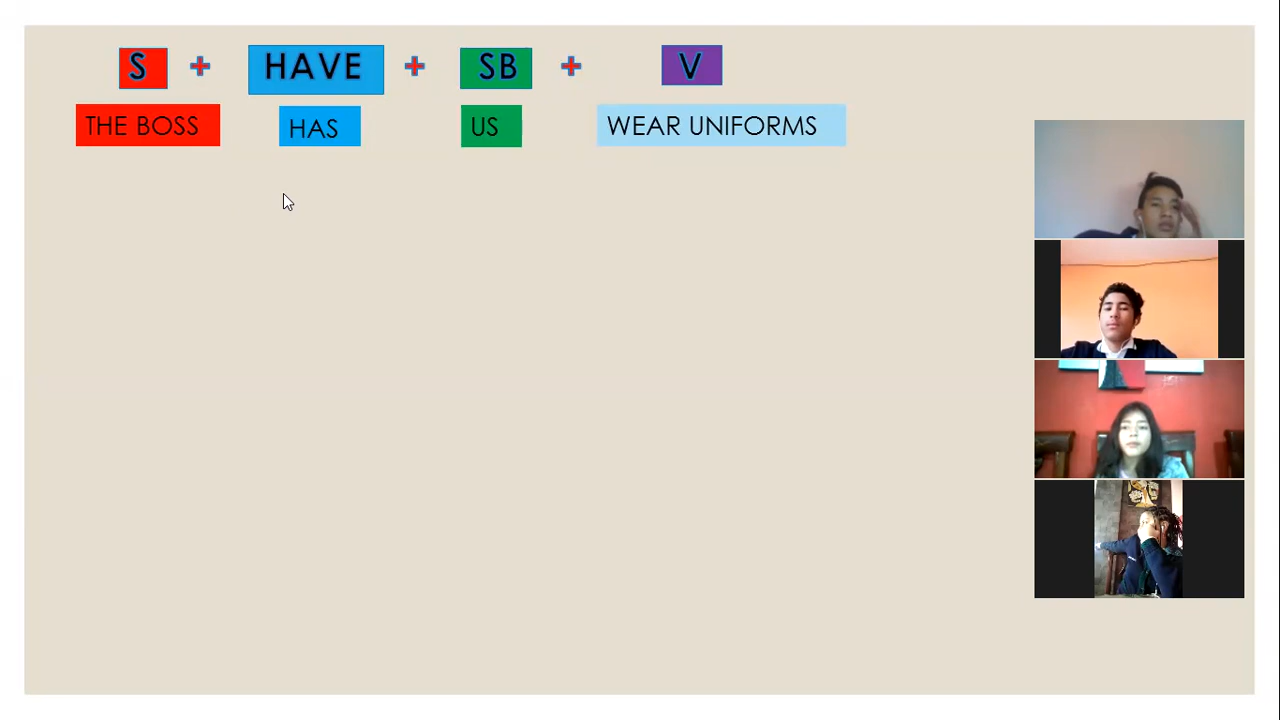 S + HAVE + SB + V
THE BOSS HAS US WEAR UNIFORMS